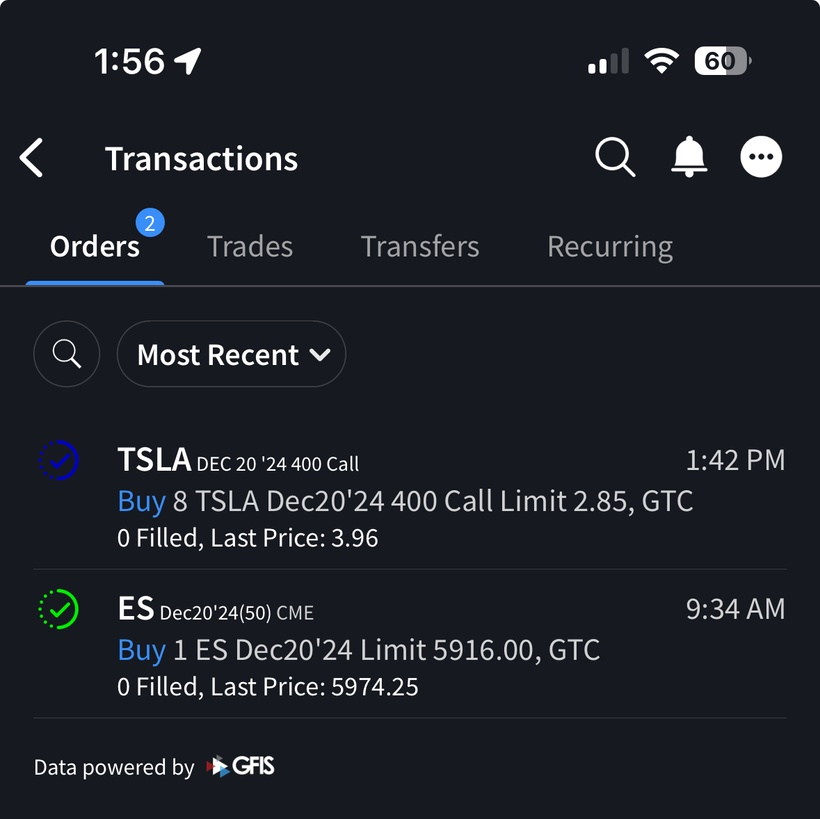 1:56
60
Transactions
2
Orders Trades Transfers Recurring
Most Recent
TSLA DEC 20 '24 400 Call 1:42 PM
Buy 8 TSLA Dec20'24 400 Call Limit 2.85, GTC
0 Filled, Last Price: 3.96
ES Dec20'24(50) CME 9:34 AM
Buy 1 ES Dec20'24 Limit 5916.00, GTC
0 Filled, Last Price: 5974.25
Data powered by GFIS